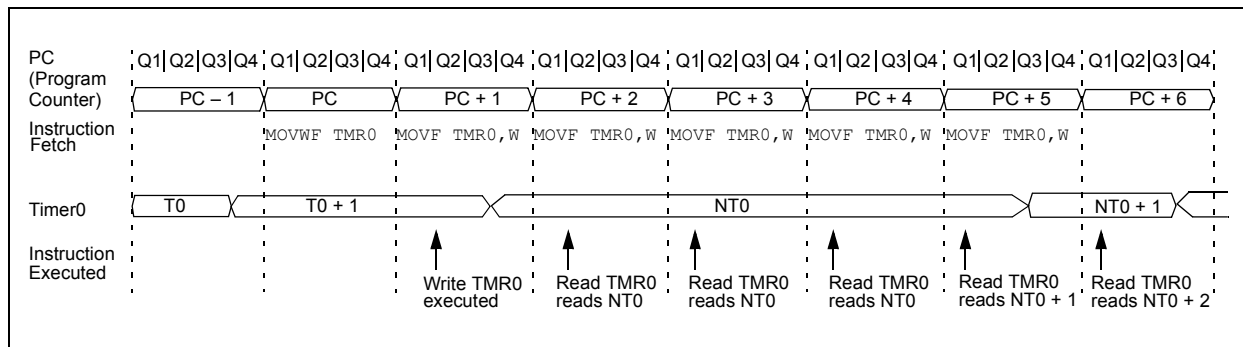 PC (Program Counter)
Q1 Q2 Q3 Q4 Q1 Q2 Q3 Q4 Q1 Q2 Q3 Q4 Q1 Q2 Q3 Q4 Q1 Q2 Q3 Q4 Q1 Q2 Q3 Q4 Q1 Q2 Q3 Q4 Q1 Q2 Q3 Q4
PC – 1 PC PC + 1 PC + 2 PC + 3 PC + 4 PC + 5 PC + 6
Instruction Fetch
MOVWF TMR0 MOVF TMR0,W MOVF TMR0,W MOVF TMR0,W MOVF TMR0,W MOVF TMR0,W
Timer0
T0 T0 + 1 NT0 NT0 + 1
Instruction Executed
Write TMR0 executed
Read TMR0 reads NT0
Read TMR0 reads NT0
Read TMR0 reads NT0
Read TMR0 reads NT0 + 1
Read TMR0 reads NT0 + 2